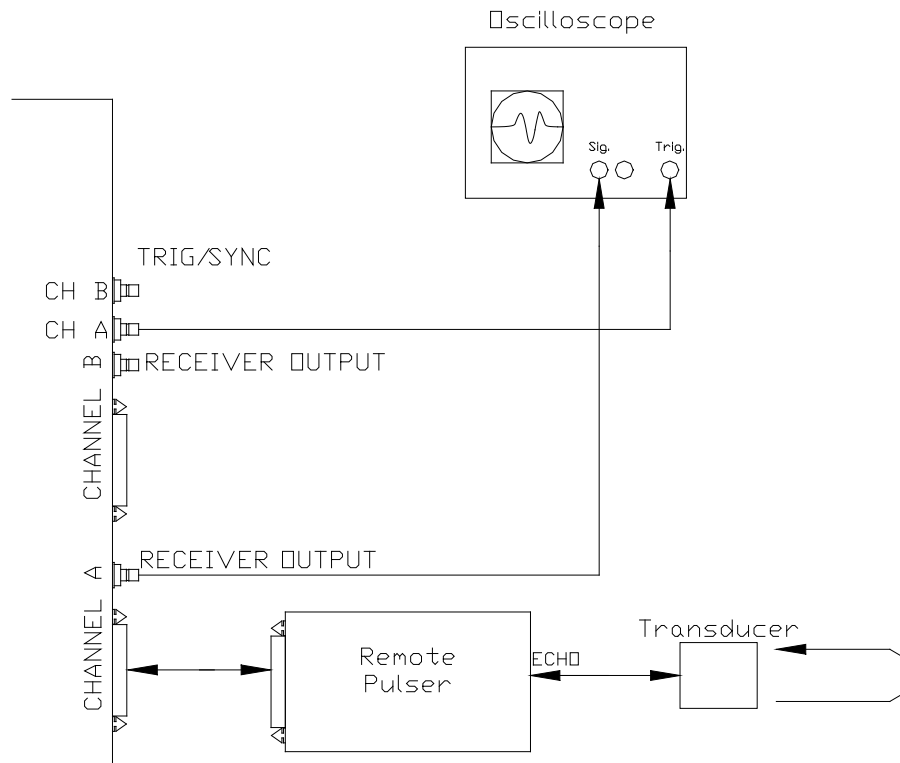 Oscilloscope
Sig.
Trig.
TRIG/SYNC
CH B
CH A
B
RECEIVER OUTPUT
CHANNEL
A
RECEIVER OUTPUT
CHANNEL
Remote
Pulser
ECHO
Transducer